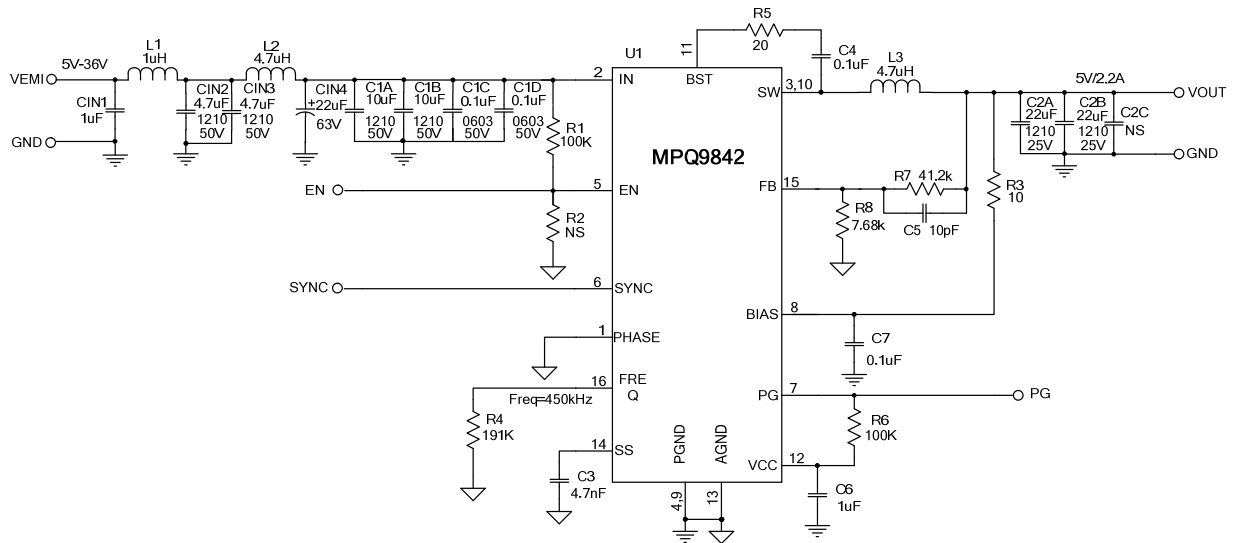 R5
20
C4
0.1uF
L1
1uH
L2
4.7uH
5V-36V
VEMI
GND
CIN1
1uF
CIN2
4.7uF
1210
50V
CIN3
4.7uF
1210
50V
CIN4
+
22uF
63V
C1A
10uF
1210
50V
C1B
10uF
1210
50V
C1C
0.1uF
0603
50V
C1D
0.1uF
0603
50V
R1
100K
R2
NS
EN
SYNC
U1
MPQ9842
11
BST
2
IN
5
EN
6
SYNC
1
PHASE
16
FRE
Q
Freq=450kHz
R4
191K
14
SS
C3
4.7nF
PGND
AGND
4,9
13
3,10
SW
L3
4.7uH
5V/2.2A
VOUT
GND
C2A
22uF
1210
25V
C2B
22uF
1210
25V
C2C
NS
15
FB
R7 41.2k
C5 10pF
R8
7.68k
R3
10
8
BIAS
C7
0.1uF
7
PG
PG
R6
100K
12
VCC
C6
1uF